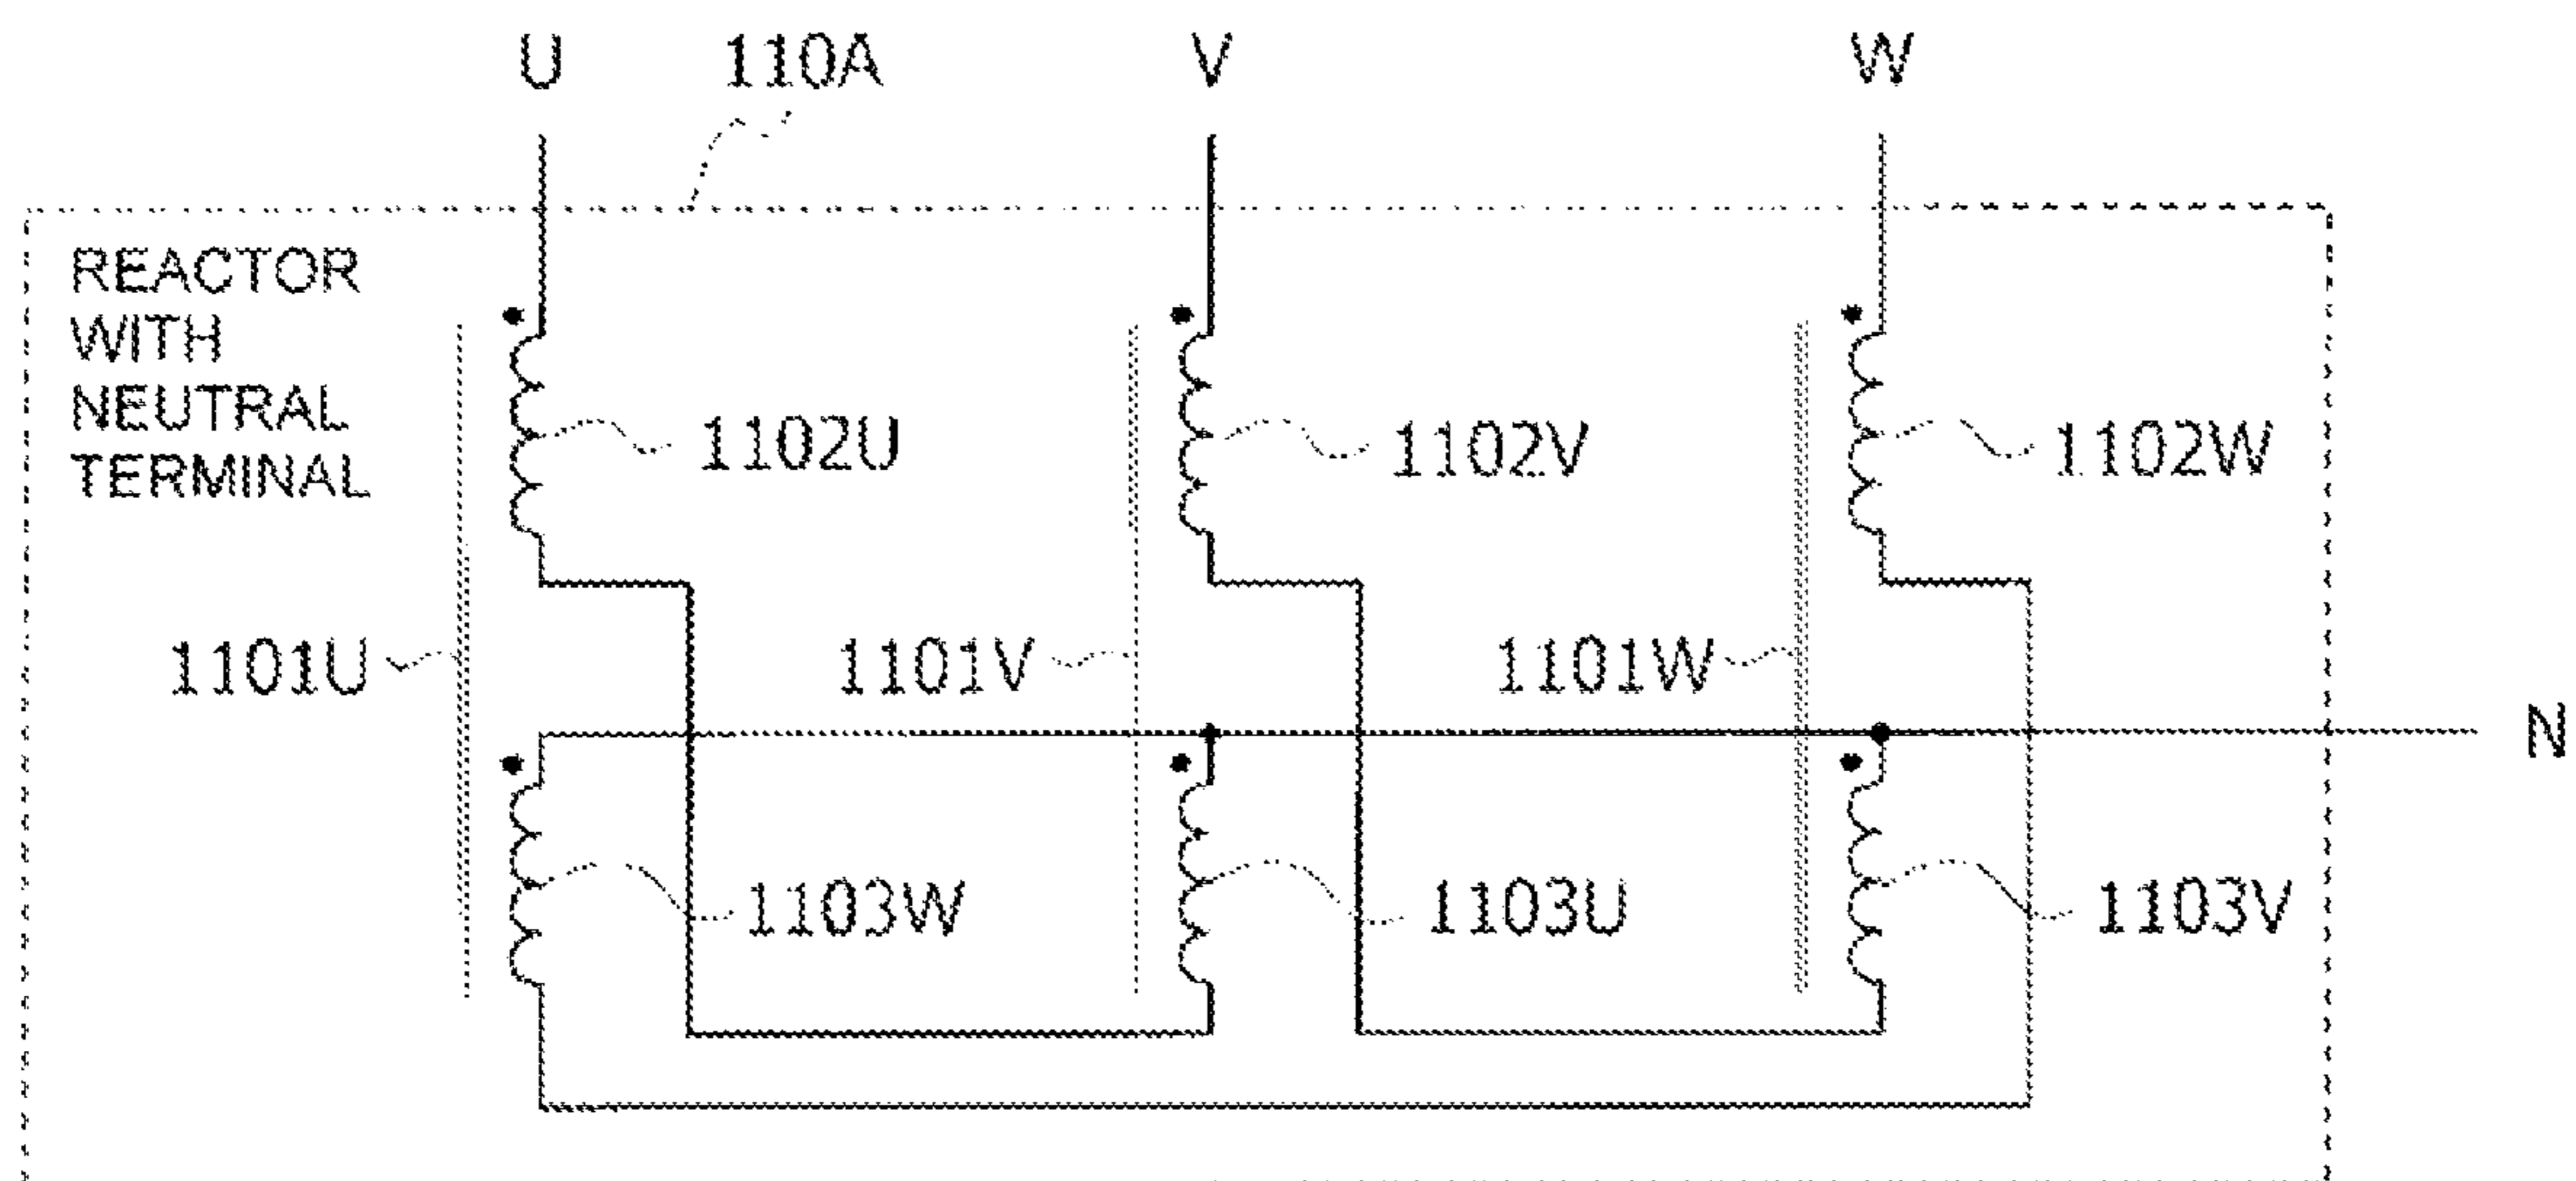 U
110A
V
W
REACTOR
WITH
NEUTRAL
TERMINAL
1102U
1102V
1102W
1101U
1101V
1101W
N
1103W
1103U
1103V